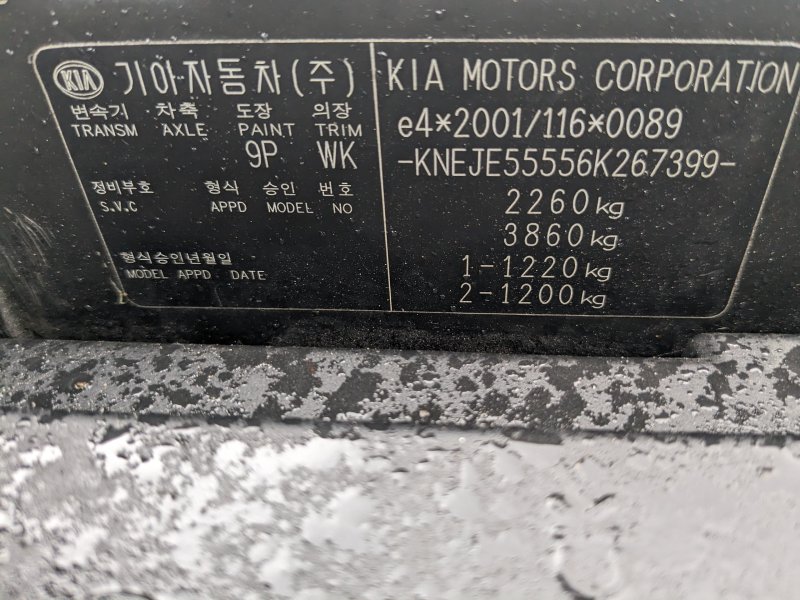 KIA 기아자동차(주)
변속기 차축 도장 의장
TRANSM AXLE PAINT TRIM
9P WK
정비부호 형식 승인 번호
S.V.C APPD MODEL NO
형식승인년월일
MODEL APPD DATE
KIA MOTORS CORPORATION
e4*2001/116*0089
-KNEJE55556K267399-
2260kg
3860kg
1-1220kg
2-1200kg